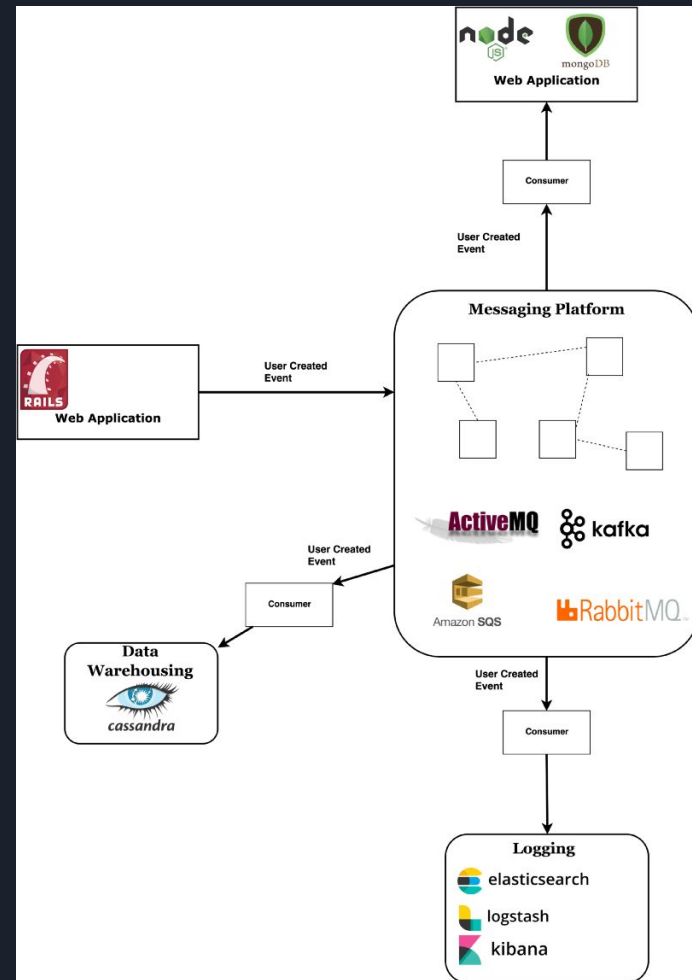 node
JS
mongoDB
Web Application
Consumer
User Created
Event
Messaging Platform
RAILS
Web Application
User Created
Event
ActiveMQ
kafka
Amazon SQS
RabbitMQ
User Created
Event
Consumer
Data
Warehousing
cassandra
User Created
Event
Consumer
Logging
elasticsearch
logstash
kibana